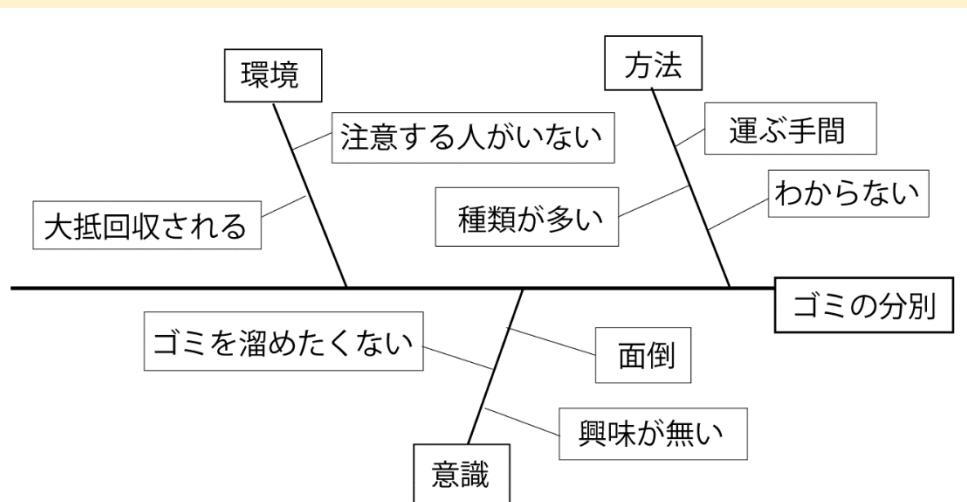 環境
方法
注意する人がいない
運ぶ手間
大抵回収される
種類が多い
わからない
ゴミの分別
ゴミを溜めたくない
面倒
興味が無い
意識